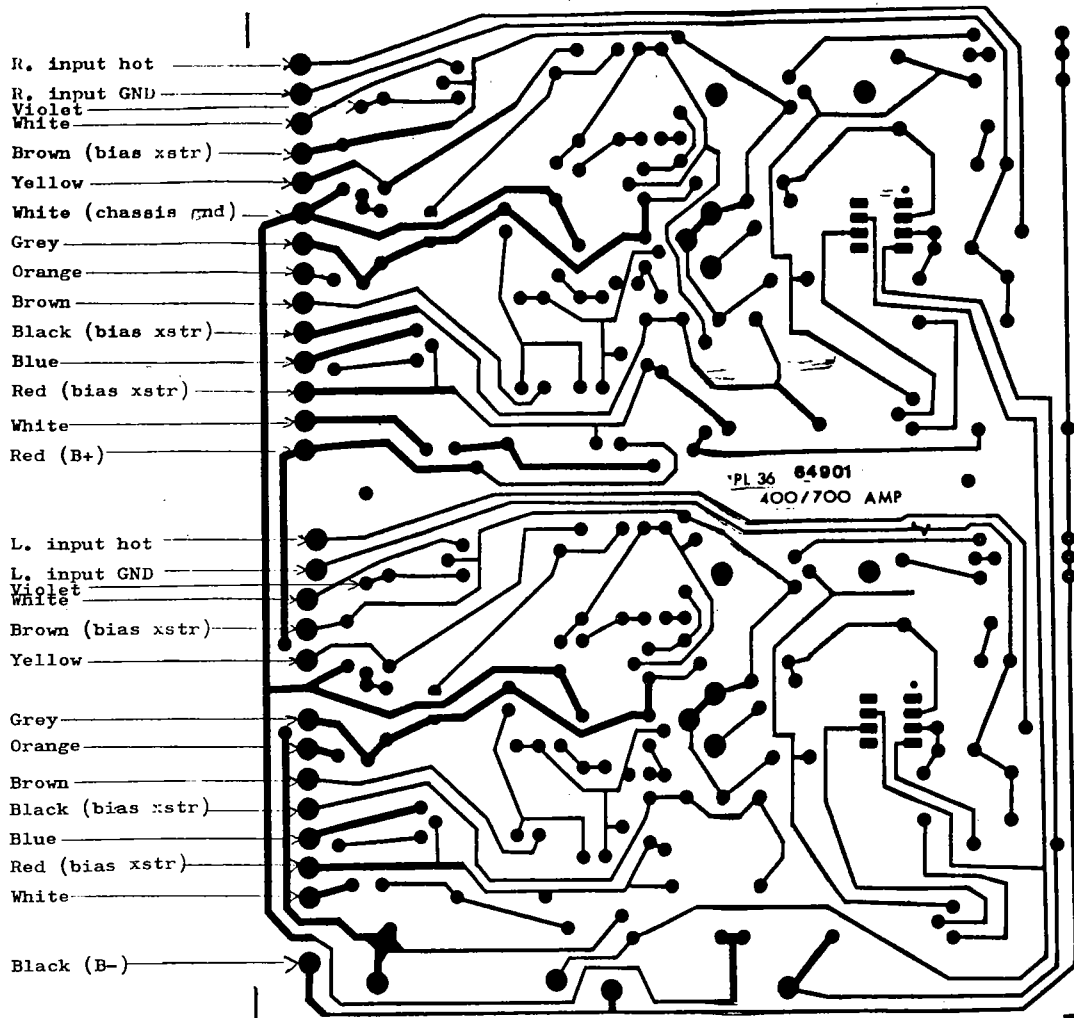 R. input hot
R. input GND
Violet
White
Brown (bias xstr)
Yellow
White (chassis gnd)
Grey
Orange
Brown
Black (bias xstr)
Blue
Red (bias xstr)
White
Red (B+)
PL 36 64901
400/700 AMP
L. input hot
L. input GND
Violet
White
Brown (bias xstr)
Yellow
Grey
Orange
Brown
Black (bias xstr)
Blue
Red (bias xstr)
White
Black (B-)